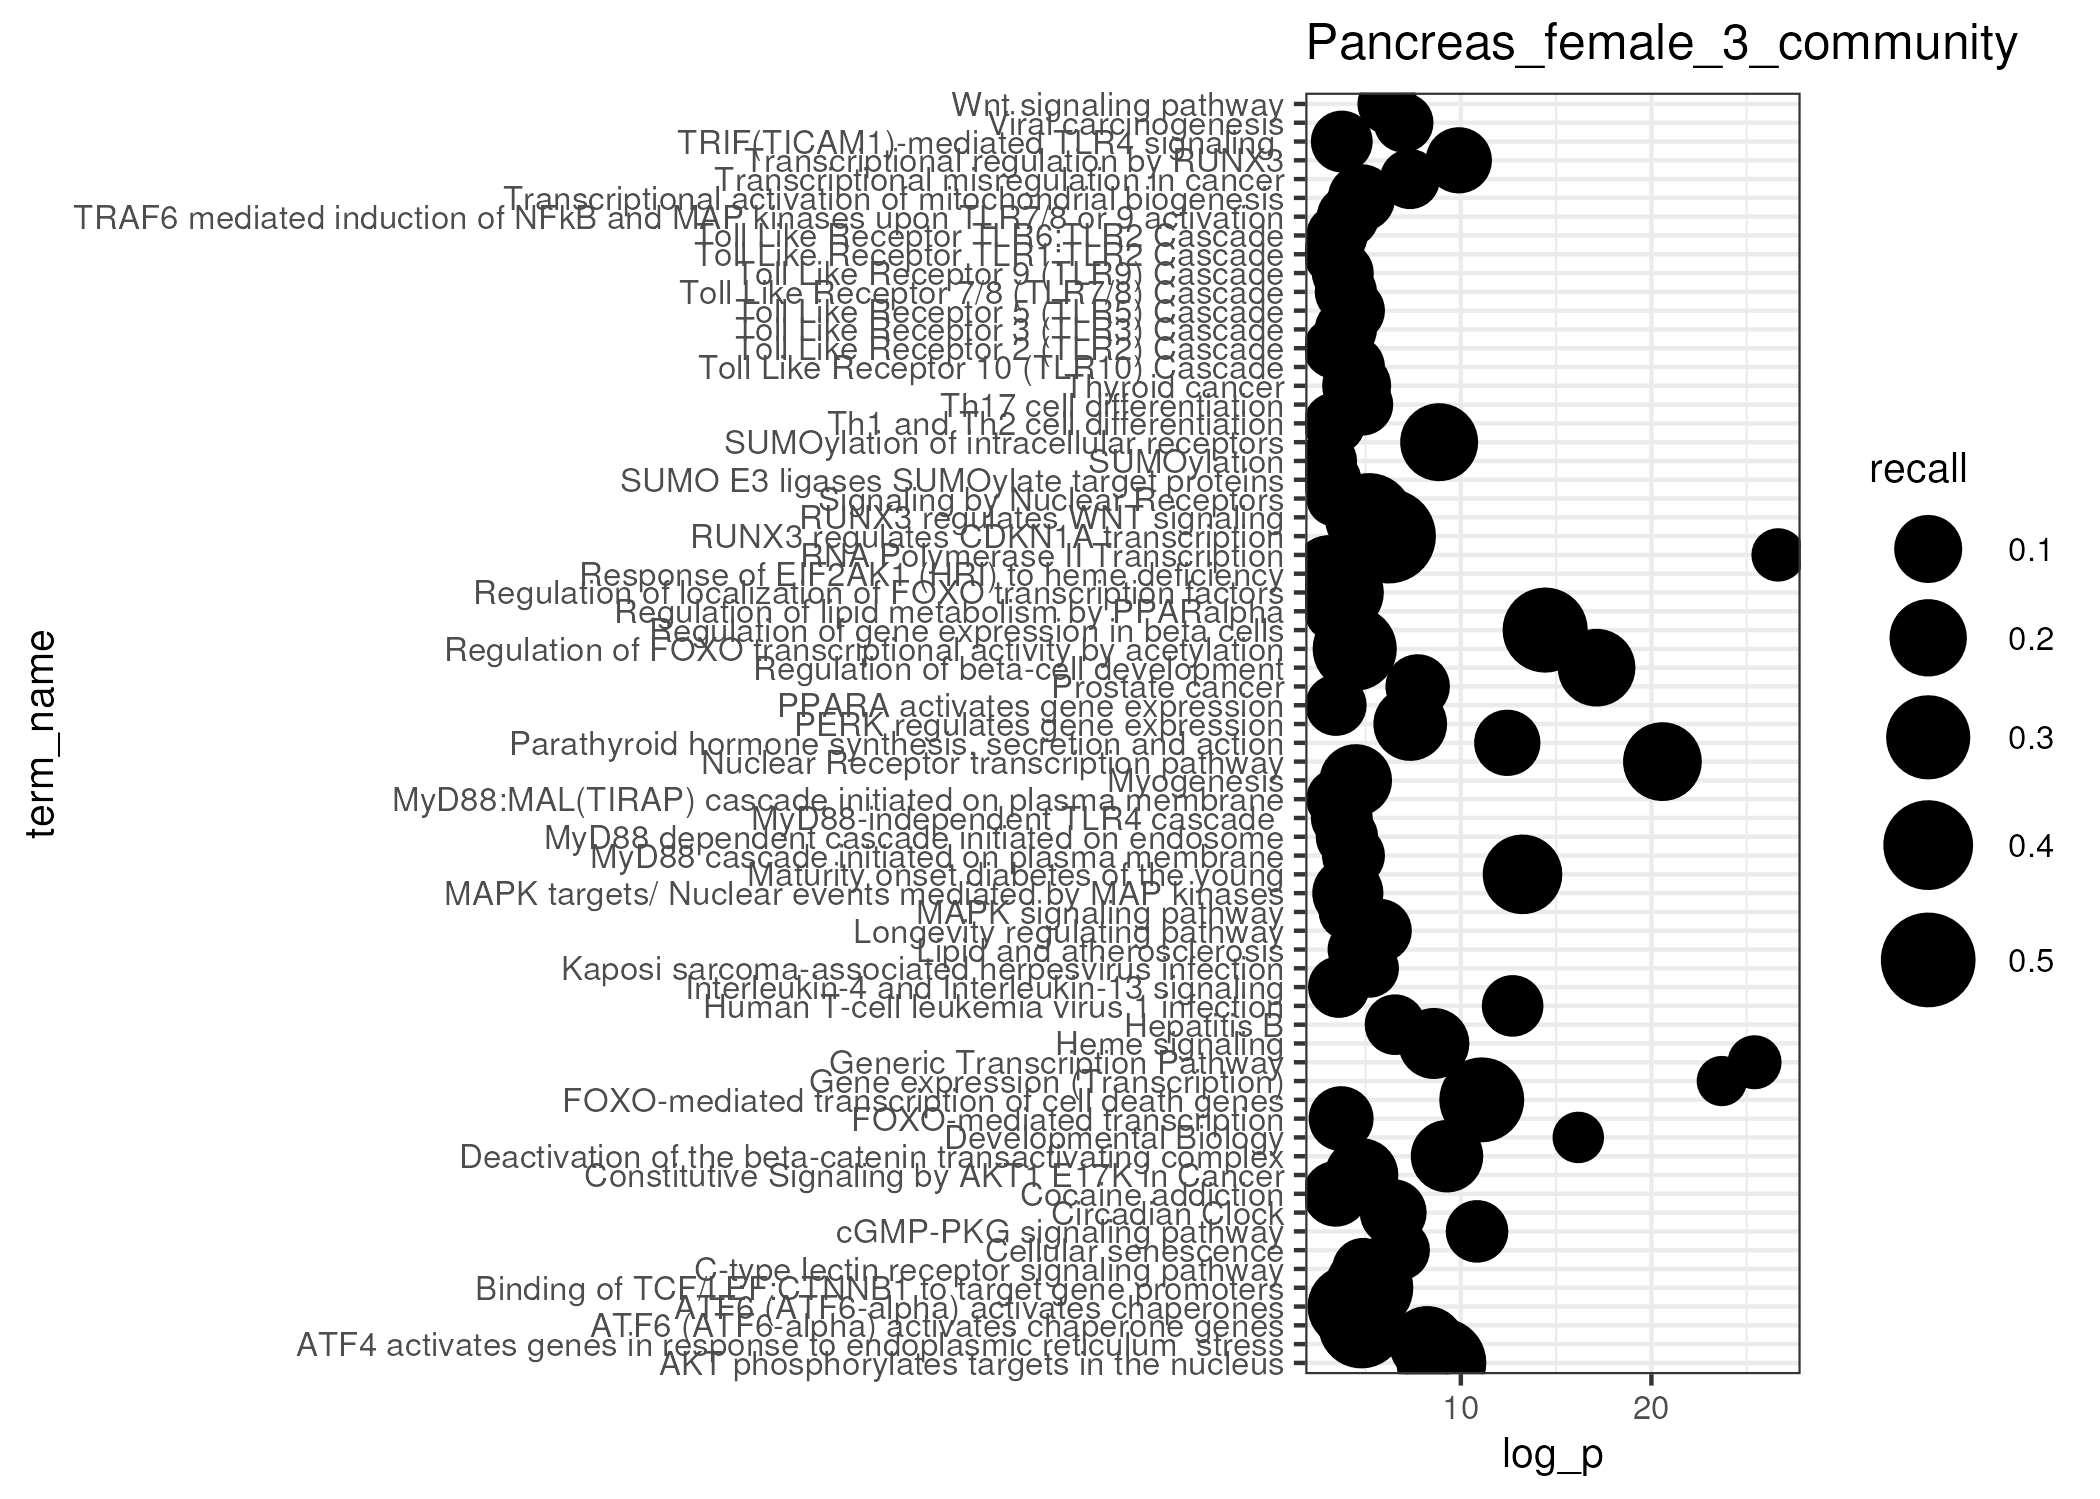 Pancreas_female_3_community
Wnt signaling pathway
Viral carcinogenesis
TRIF(TICAM1)-mediated TLR4 signaling
Transcriptional regulation by RUNX3
Transcriptional misregulation in cancer
Transcriptional activation of mitochondrial biogenesis
TRAF6 mediated induction of NFkB and MAP kinases upon TLR7/8 or 9 activation
Toll Like Receptor TLR6:TLR2 Cascade
Toll Like Receptor TLR1:TLR2 Cascade
Toll Like Receptor 9 (TLR9) Cascade
Toll Like Receptor 7/8 (TLR7/8) Cascade
Toll Like Receptor 5 (TLR5) Cascade
Toll Like Receptor 3 (TLR3) Cascade
Toll Like Receptor 2 (TLR2) Cascade
Toll Like Receptor 10 (TLR10) Cascade
Thyroid cancer
Th17 cell differentiation
Th1 and Th2 cell differentiation
SUMOylation of intracellular receptors
SUMOylation
SUMO E3 ligases SUMOylate target proteins
Signaling by Nuclear Receptors
RUNX3 regulates WNT signaling
RUNX3 regulates CDKN1A transcription
RNA Polymerase II Transcription
Response of EIF2AK1 (HRI) to heme deficiency
Regulation of localization of FOXO transcription factors
Regulation of lipid metabolism by PPARalpha
Regulation of gene expression in beta cells
Regulation of FOXO transcriptional activity by acetylation
Regulation of beta-cell development
Prostate cancer
PPARA activates gene expression
PERK regulates gene expression
Parathyroid hormone synthesis, secretion and action
Nuclear Receptor transcription pathway
Myogenesis
MyD88:MAL(TIRAP) cascade initiated on plasma membrane
MyD88-independent TLR4 cascade
MyD88 dependent cascade initiated on endosome
MyD88 cascade initiated on plasma membrane
Maturity onset diabetes of the young
MAPK targets/ Nuclear events mediated by MAP kinases
MAPK signaling pathway
Longevity regulating pathway
Lipid and atherosclerosis
Kaposi sarcoma-associated herpesvirus infection
Interleukin-4 and Interleukin-13 signaling
Human T-cell leukemia virus 1 infection
Hepatitis B
Heme signaling
Generic Transcription Pathway
Gene expression (Transcription)
FOXO-mediated transcription of cell death genes
FOXO-mediated transcription
Developmental Biology
Deactivation of the beta-catenin transactivating complex
Constitutive Signaling by AKT1 E17K in Cancer
Cocaine addiction
Circadian Clock
cGMP-PKG signaling pathway
Cellular senescence
C-type lectin receptor signaling pathway
Binding of TCF/LEF:CTNNB1 to target gene promoters
ATF6 (ATF6-alpha) activates chaperones
ATF6 (ATF6-alpha) activates chaperone genes
ATF4 activates genes in response to endoplasmic reticulum  stress
AKT phosphorylates targets in the nucleus
term_name
10
20
log_p
recall
0.1
0.2
0.3
0.4
0.5